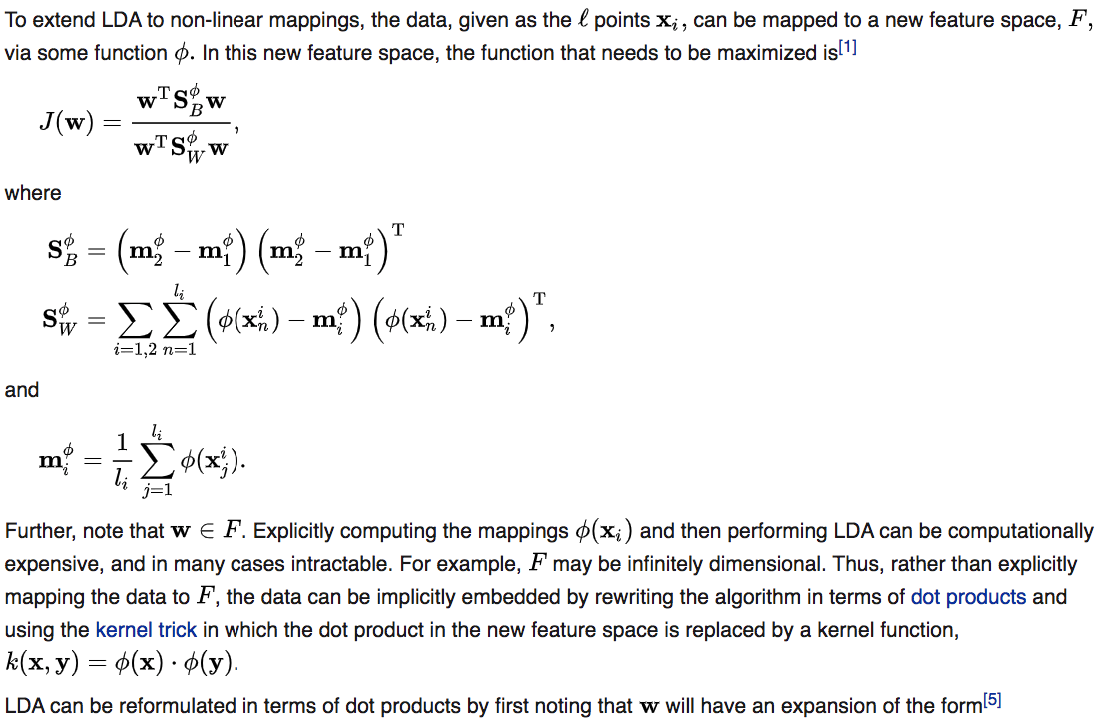 To extend LDA to non-linear mappings, the data, given as the ℓ points x_i, can be mapped to a new feature space, F,
via some function ϕ. In this new feature space, the function that needs to be maximized is[1]
J(w) = \frac{w^T S_B^ϕ w}{w^T S_W^ϕ w},
where
S_B^ϕ = (m_2^ϕ − m_1^ϕ)(m_2^ϕ − m_1^ϕ)^T
S_W^ϕ = \sum_{i=1,2} \sum_{n=1}^{l_i} (ϕ(x_n^i) − m_i^ϕ)(ϕ(x_n^i) − m_i^ϕ)^T,
and
m_i^ϕ = \frac{1}{l_i} \sum_{j=1}^{l_i} ϕ(x_j^i).
Further, note that w ∈ F. Explicitly computing the mappings ϕ(x_i) and then performing LDA can be computationally
expensive, and in many cases intractable. For example, F may be infinitely dimensional. Thus, rather than explicitly
mapping the data to F, the data can be implicitly embedded by rewriting the algorithm in terms of dot products and
using the kernel trick in which the dot product in the new feature space is replaced by a kernel function,
k(x, y) = ϕ(x) · ϕ(y).
LDA can be reformulated in terms of dot products by first noting that w will have an expansion of the form[5]